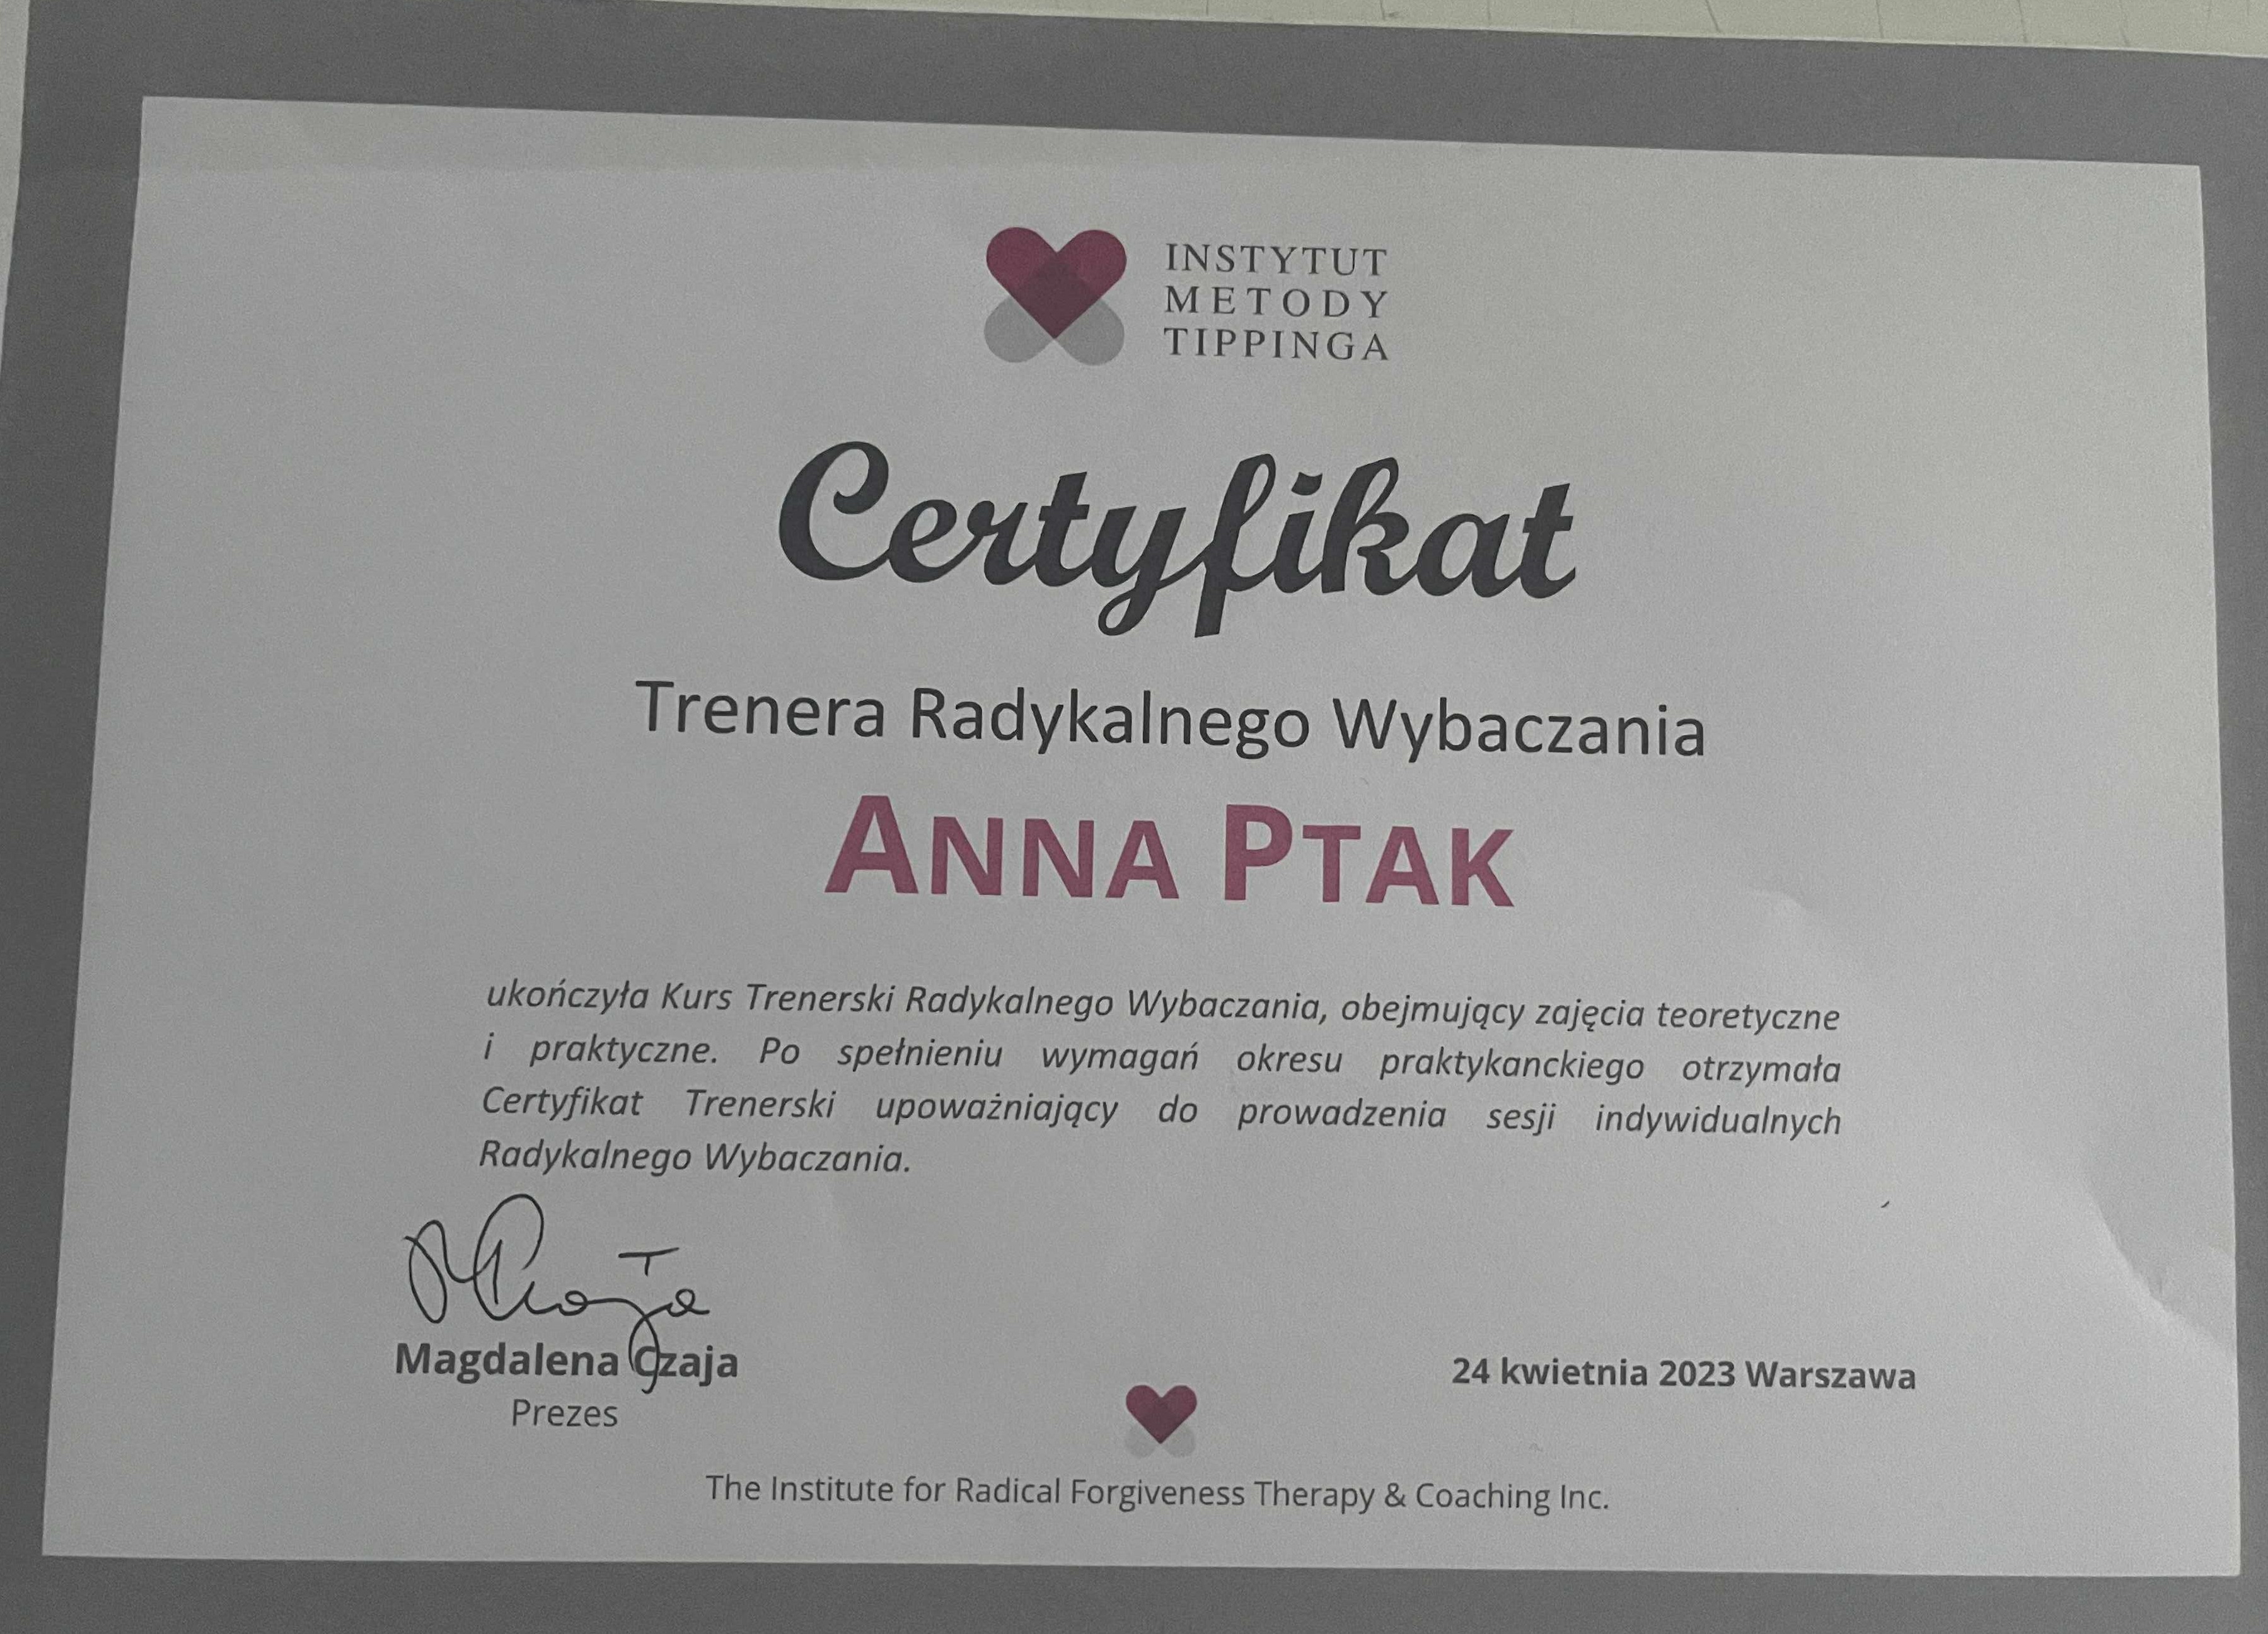 INSTYTUT
METODY
TIPPINGA
Certyfikat
Trenera Radykalnego Wybaczania
ANNA PTAK
ukończyła Kurs Trenerski Radykalnego Wybaczania, obejmujący zajęcia teoretyczne
i praktyczne. Po spełnieniu wymagań okresu praktykanckiego otrzymała
Certyfikat Trenerski upoważniający do prowadzenia sesji indywidualnych
Radykalnego Wybaczania.
MCzaja
Magdalena Czaja
Prezes
24 kwietnia 2023 Warszawa
The Institute for Radical Forgiveness Therapy & Coaching Inc.